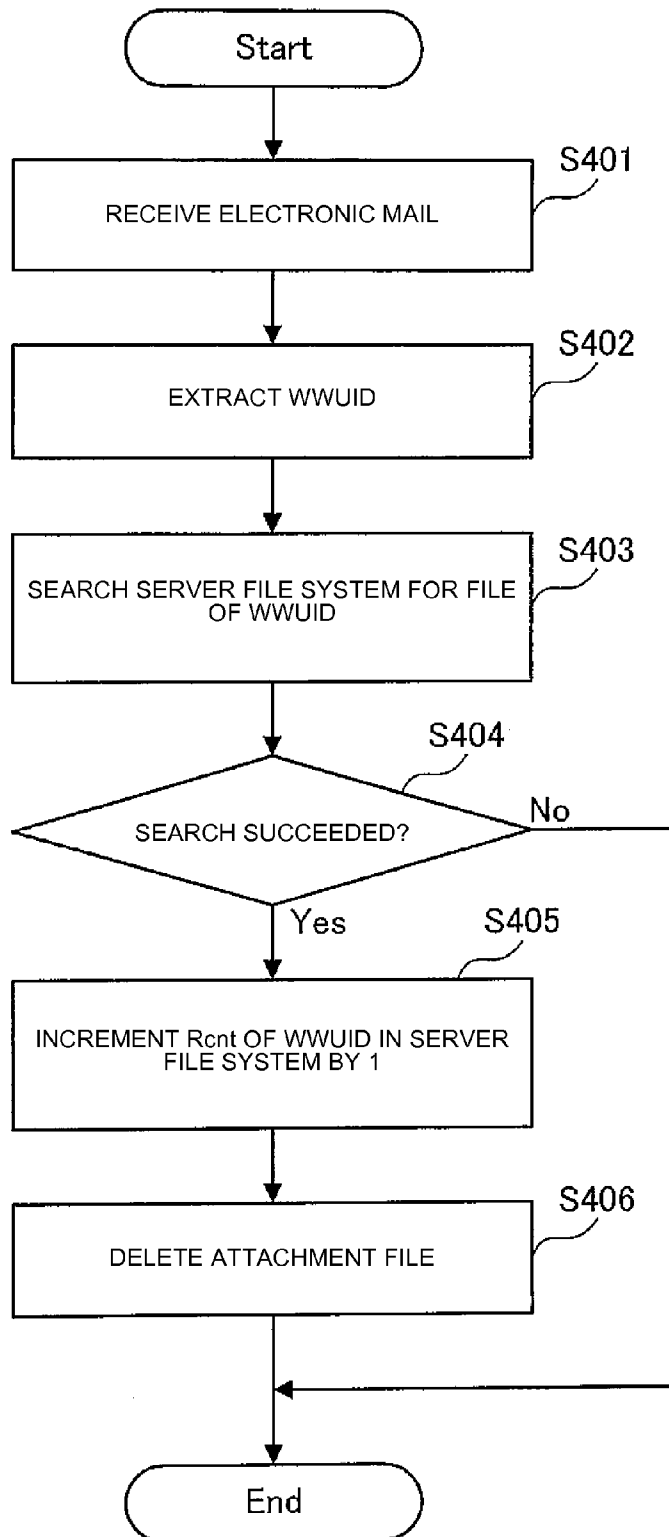 Start
S401
RECEIVE ELECTRONIC MAIL
S402
EXTRACT WWUID
S403
SEARCH SERVER FILE SYSTEM FOR FILE
OF WWUID
S404
SEARCH SUCCEEDED?
No
Yes
S405
INCREMENT Rcnt OF WWUID IN SERVER
FILE SYSTEM BY 1
S406
DELETE ATTACHMENT FILE
End